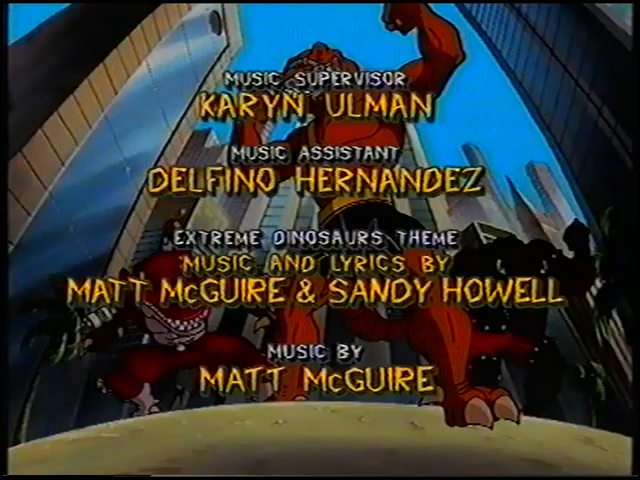 MUSIC SUPERVISOR
KARYN ULMAN
MUSIC ASSISTANT
DELFINO HERNANDEZ
EXTREME DINOSAURS THEME
MUSIC AND LYRICS BY
MATT McGUIRE & SANDY HOWELL
MUSIC BY
MATT McGUIRE